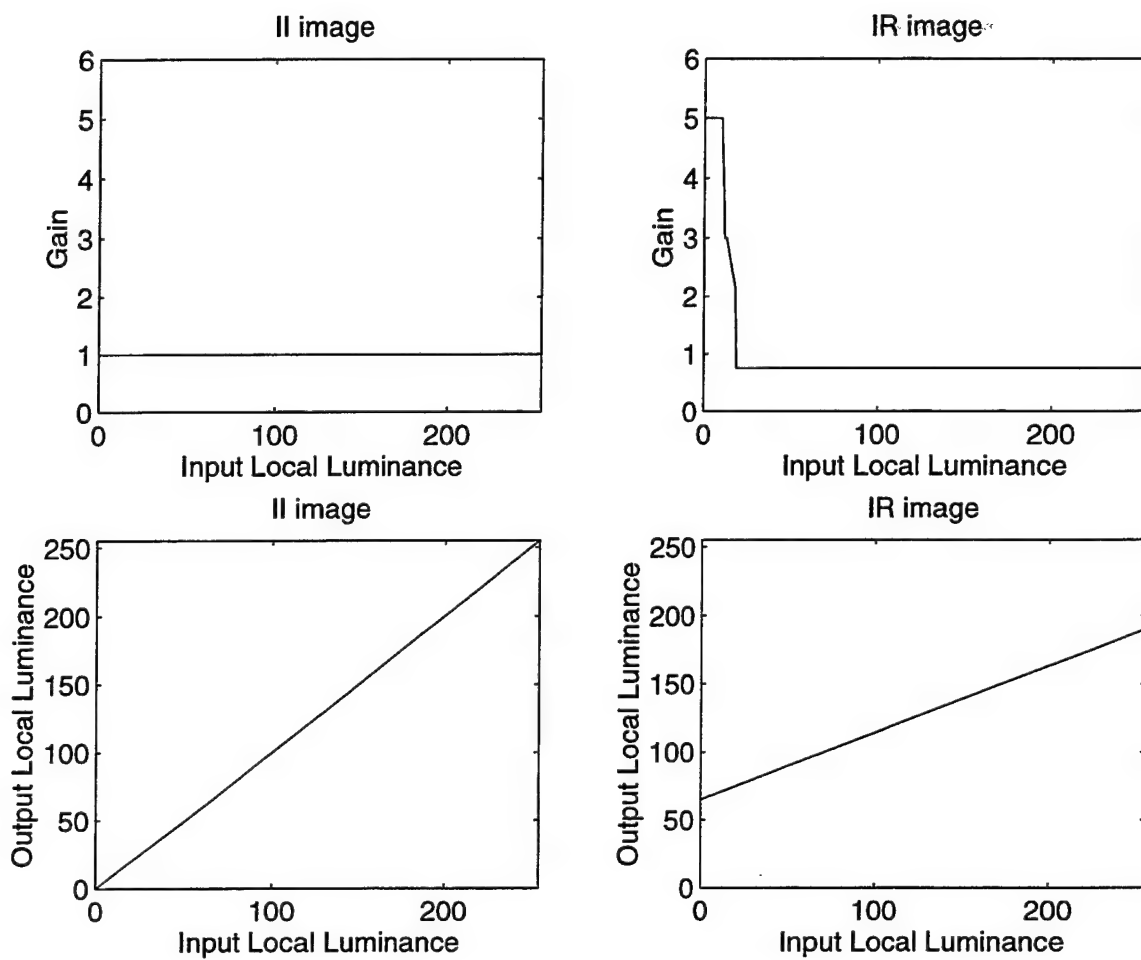 II image
6
5
4
3
2
1
0
Gain
0 100 200
Input Local Luminance
IR image
6
5
4
3
2
1
0
Gain
0 100 200
Input Local Luminance
II image
250
200
150
100
50
0
Output Local Luminance
0 100 200
Input Local Luminance
IR image
250
200
150
100
50
0
Output Local Luminance
0 100 200
Input Local Luminance